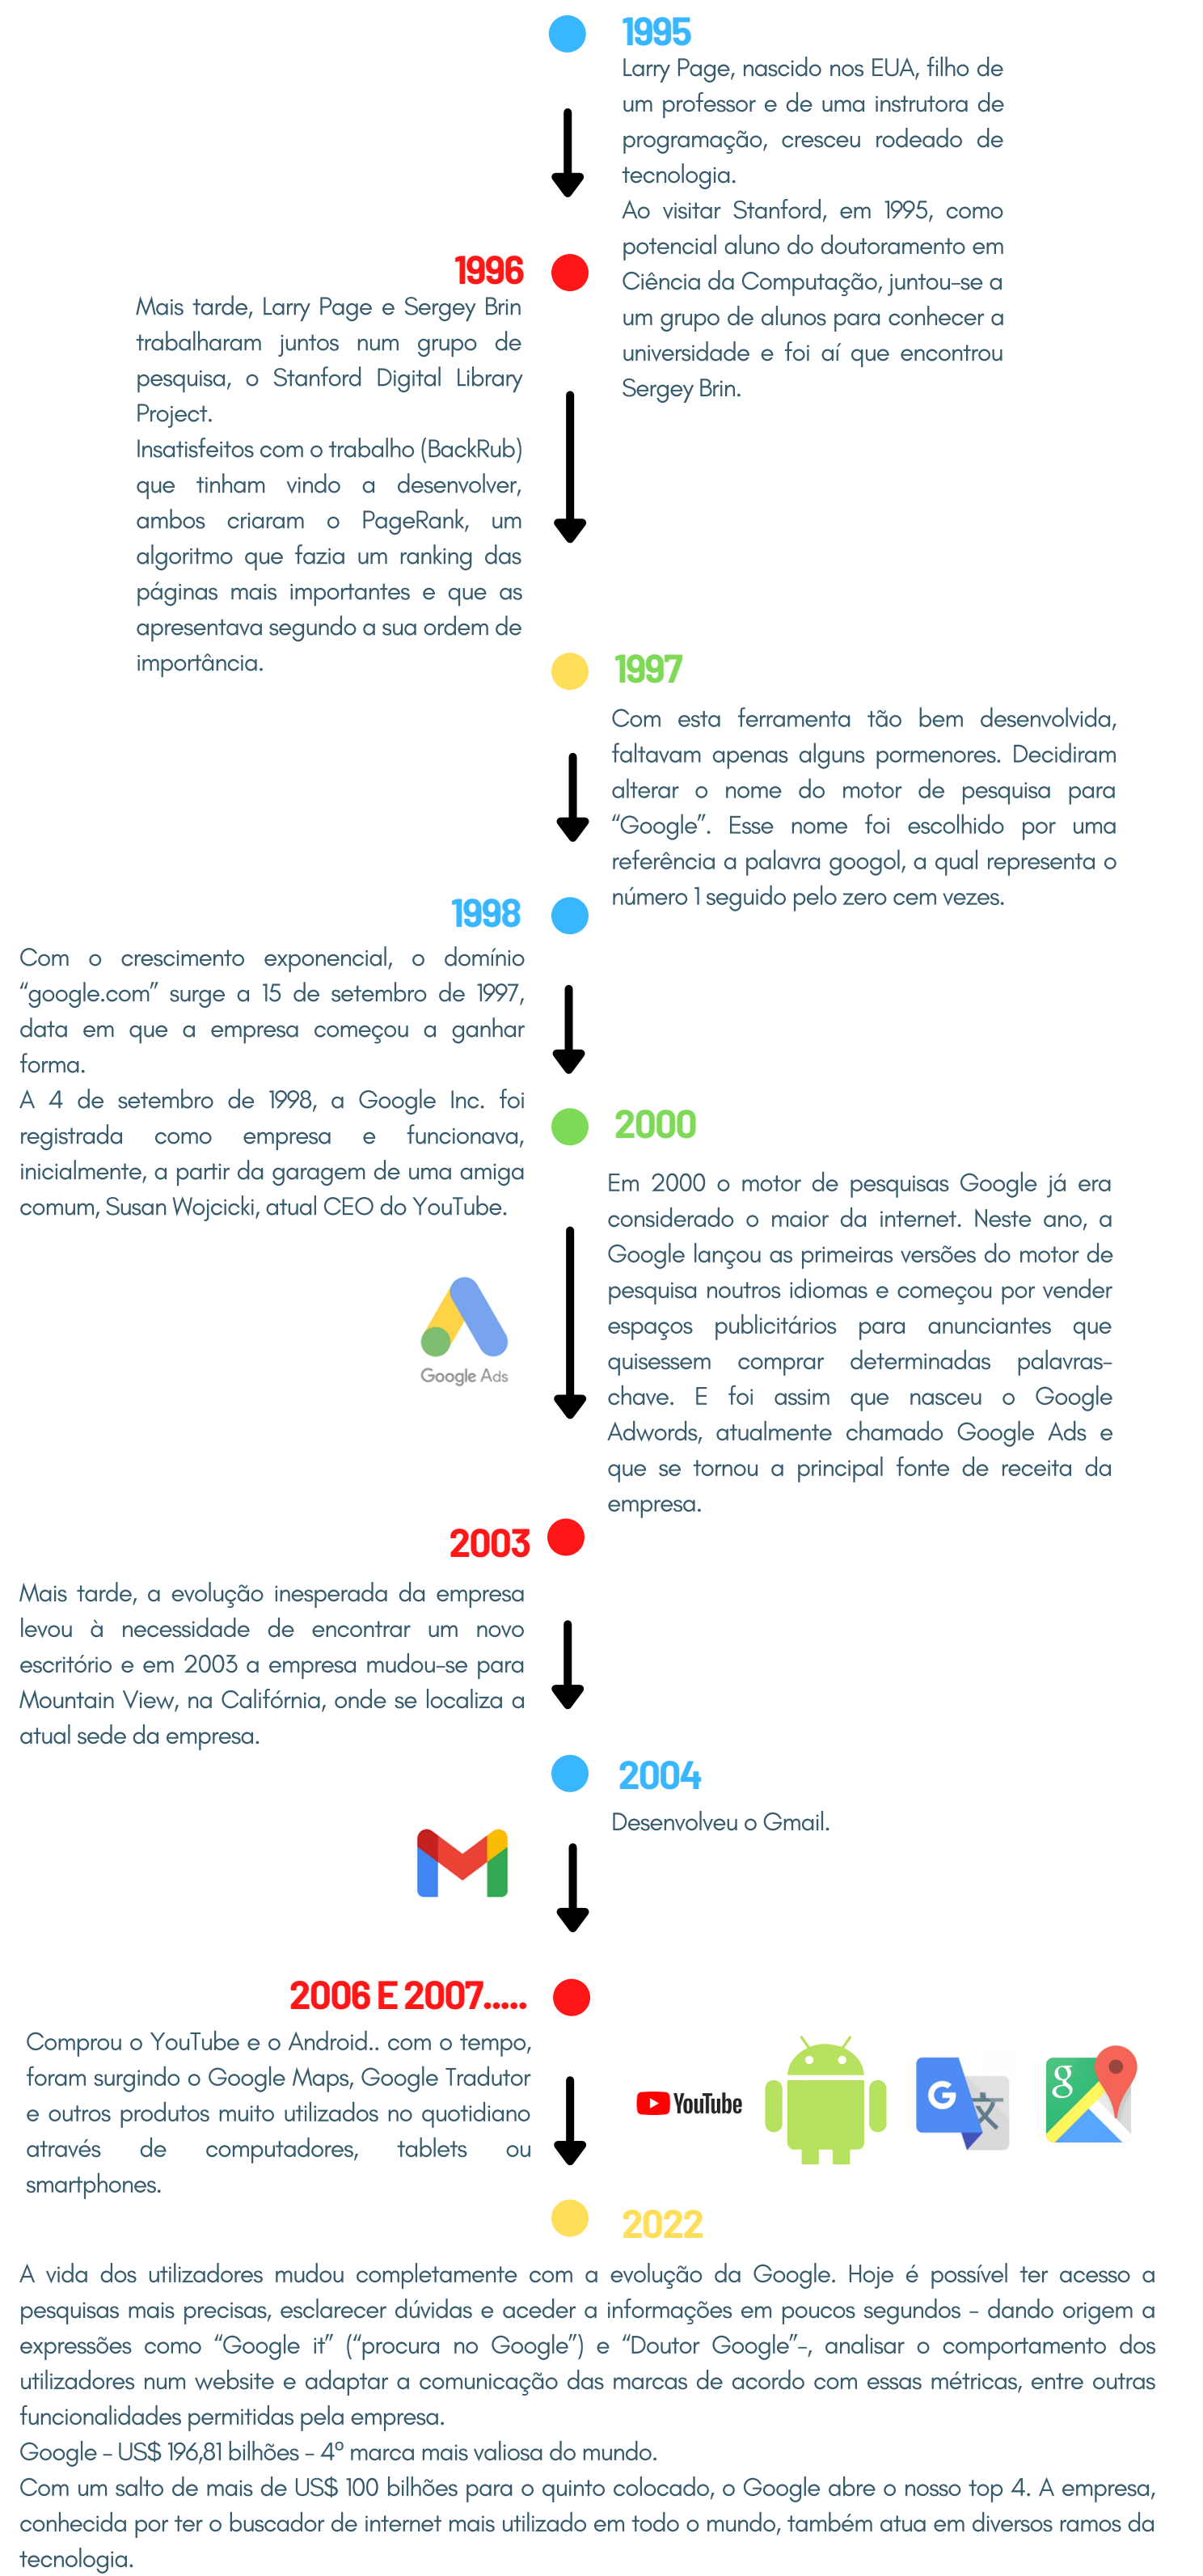 1995
Larry Page, nascido nos EUA, filho de
um professor e de uma instrutora de
programação, cresceu rodeado de
tecnologia.
Ao visitar Stanford, em 1995, como
potencial aluno do doutoramento em
Ciência da Computação, juntou-se a
um grupo de alunos para conhecer a
universidade e foi aí que encontrou
Sergey Brin.
1996
Mais tarde, Larry Page e Sergey Brin
trabalharam juntos num grupo de
pesquisa, o Stanford Digital Library
Project.
Insatisfeitos com o trabalho (BackRub)
que tinham vindo a desenvolver,
ambos criaram o PageRank, um
algoritmo que fazia um ranking das
páginas mais importantes e que as
apresentava segundo a sua ordem de
importância.
1997
Com esta ferramenta tão bem desenvolvida,
faltavam apenas alguns pormenores. Decidiram
alterar o nome do motor de pesquisa para
“Google”. Esse nome foi escolhido por uma
referência a palavra googol, a qual representa o
número 1 seguido pelo zero cem vezes.
1998
Com o crescimento exponencial, o domínio
“google.com” surge a 15 de setembro de 1997,
data em que a empresa começou a ganhar
forma.
A 4 de setembro de 1998, a Google Inc. foi
registrada como empresa e funcionava,
inicialmente, a partir da garagem de uma amiga
comum, Susan Wojcicki, atual CEO do YouTube.
2000
Em 2000 o motor de pesquisas Google já era
considerado o maior da internet. Neste ano, a
Google lançou as primeiras versões do motor de
pesquisa noutros idiomas e começou por vender
espaços publicitários para anunciantes que
quisessem comprar determinadas palavras-
chave. E foi assim que nasceu o Google
Adwords, atualmente chamado Google Ads e
que se tornou a principal fonte de receita da
empresa.
Google Ads
2003
Mais tarde, a evolução inesperada da empresa
levou à necessidade de encontrar um novo
escritório e em 2003 a empresa mudou-se para
Mountain View, na Califórnia, onde se localiza a
atual sede da empresa.
2004
Desenvolveu o Gmail.
2006 E 2007.....
Comprou o YouTube e o Android.. com o tempo,
foram surgindo o Google Maps, Google Tradutor
e outros produtos muito utilizados no quotidiano
através de computadores, tablets ou
smartphones.
YouTube
G
文
g
2022
A vida dos utilizadores mudou completamente com a evolução da Google. Hoje é possível ter acesso a
pesquisas mais precisas, esclarecer dúvidas e aceder a informações em poucos segundos - dando origem a
expressões como “Google it” (“procura no Google”) e “Doutor Google”-, analisar o comportamento dos
utilizadores num website e adaptar a comunicação das marcas de acordo com essas métricas, entre outras
funcionalidades permitidas pela empresa.
Google – US$ 196,81 bilhões – 4º marca mais valiosa do mundo.
Com um salto de mais de US$ 100 bilhões para o quinto colocado, o Google abre o nosso top 4. A empresa,
conhecida por ter o buscador de internet mais utilizado em todo o mundo, também atua em diversos ramos da
tecnologia.